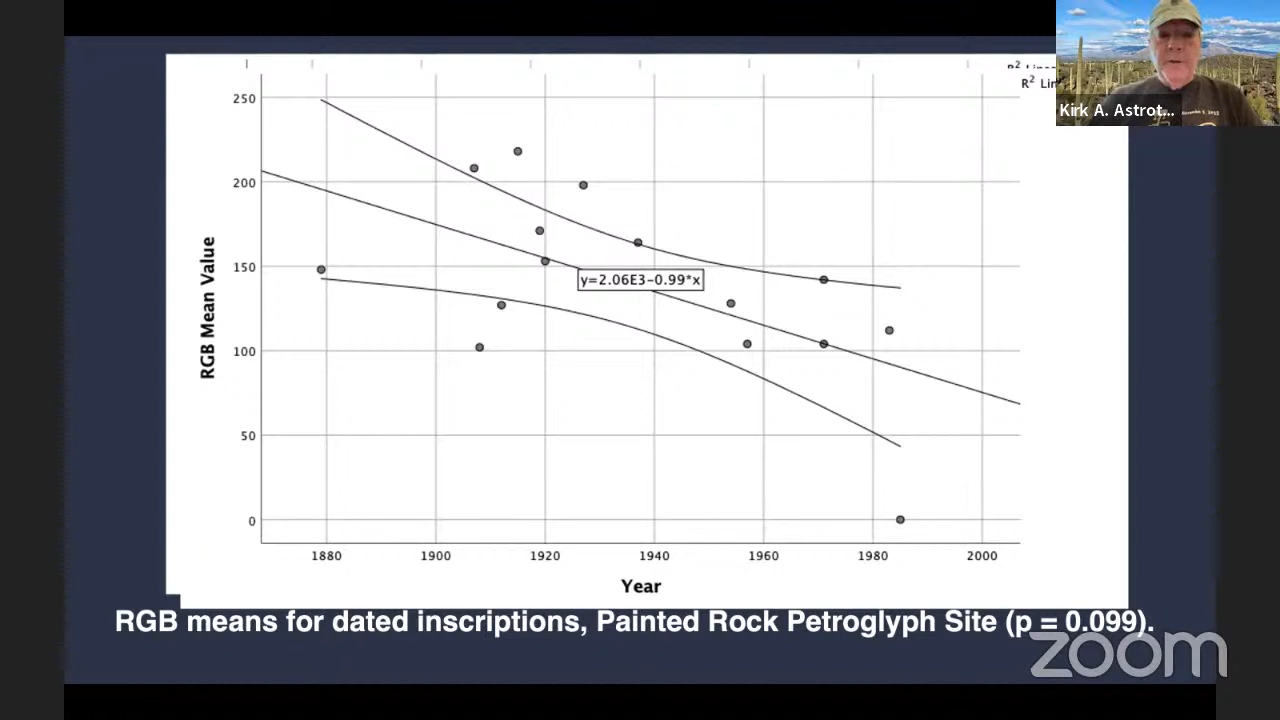 R² Lin
Kirk A. Astrot...
250
200
150
100
50
0
RGB Mean Value
y=2.06E3-0.99*x
1880 1900 1920 1940 1960 1980 2000
Year
RGB means for dated inscriptions, Painted Rock Petroglyph Site (p = 0.099).
zoom